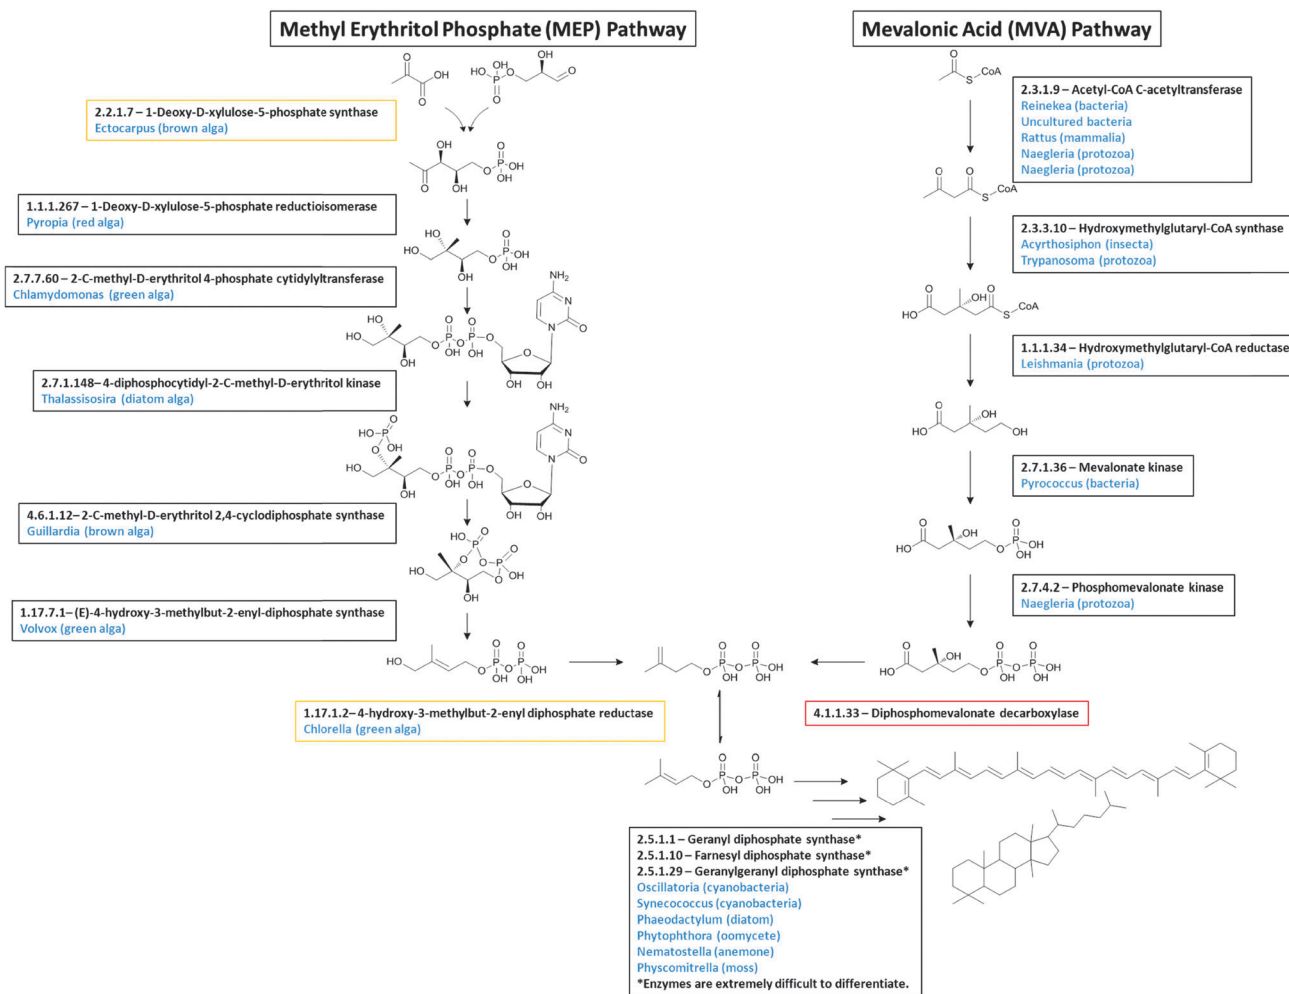 Methyl Erythritol Phosphate (MEP) Pathway
2.2.1.7 – 1-Deoxy-D-xylulose-5-phosphate synthase
Ectocarpus (brown alga)
1.1.1.267 – 1-Deoxy-D-xylulose-5-phosphate reductioisomerase
Pyropia (red alga)
2.7.7.60 – 2-C-methyl-D-erythritol 4-phosphate cytidylyltransferase
Chlamydomonas (green alga)
2.7.1.148– 4-diphosphocytidyl-2-C-methyl-D-erythritol kinase
Thalassiosira (diatom alga)
4.6.1.12– 2-C-methyl-D-erythritol 2,4-cyclodiphosphate synthase
Guillardia (brown alga)
1.17.7.1– (E)-4-hydroxy-3-methylbut-2-enyl-diphosphate synthase
Volvox (green alga)
1.17.1.2– 4-hydroxy-3-methylbut-2-enyl diphosphate reductase
Chlorella (green alga)
Mevalonic Acid (MVA) Pathway
2.3.1.9 – Acetyl-CoA C-acetyltransferase
Reinekea (bacteria)
Uncultured bacteria
Rattus (mammalia)
Naegleria (protozoa)
Naegleria (protozoa)
2.3.3.10 – Hydroxymethylglutaryl-CoA synthase
Acyrthosiphon (insecta)
Trypanosoma (protozoa)
1.1.1.34 – Hydroxymethylglutaryl-CoA reductase
Leishmania (protozoa)
2.7.1.36 – Mevalonate kinase
Pyrococcus (bacteria)
2.7.4.2 – Phosphomevalonate kinase
Naegleria (protozoa)
4.1.1.33 – Diphosphomevalonate decarboxylase
2.5.1.1 – Geranyl diphosphate synthase*
2.5.1.10 – Farnesyl diphosphate synthase*
2.5.1.29 – Geranylgeranyl diphosphate synthase*
Oscillatoria (cyanobacteria)
Synecococcus (cyanobacteria)
Phaeodactylum (diatom)
Phytophthora (oomycete)
Nematostella (anemone)
Physcomitrella (moss)
*Enzymes are extremely difficult to differentiate.